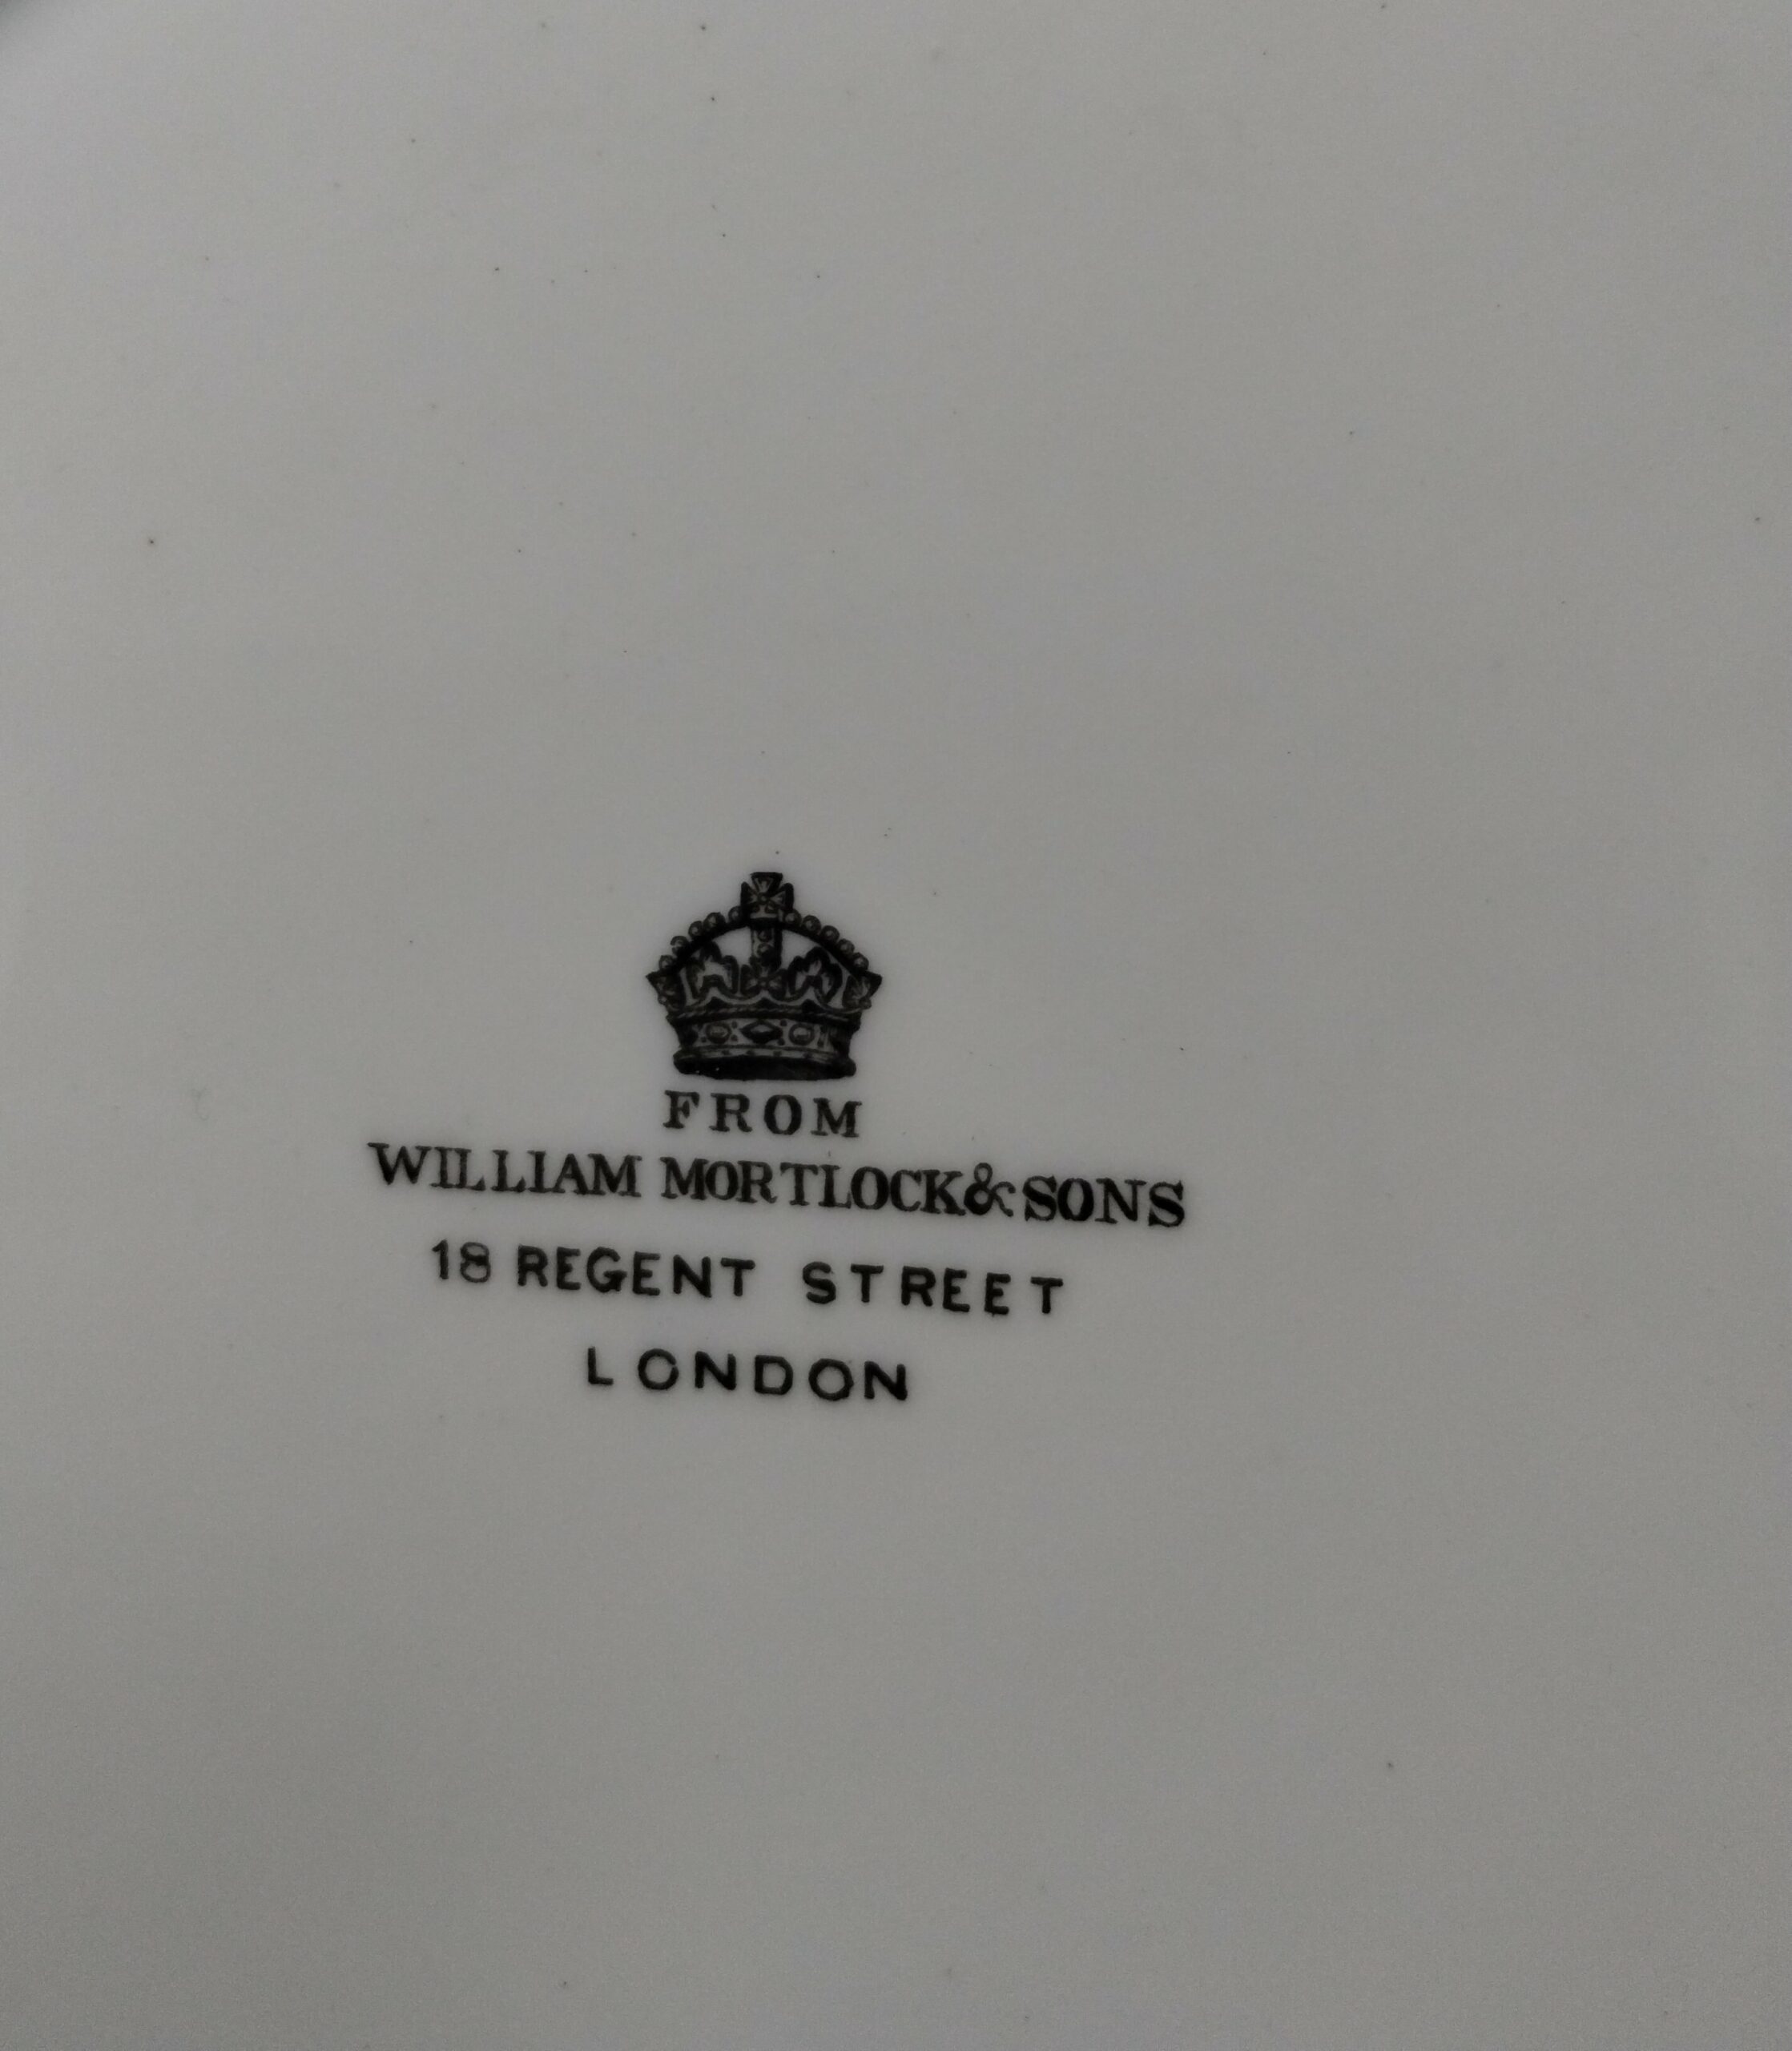 FROM
WILLIAM MORTLOCK & SONS
18 REGENT STREET
LONDON